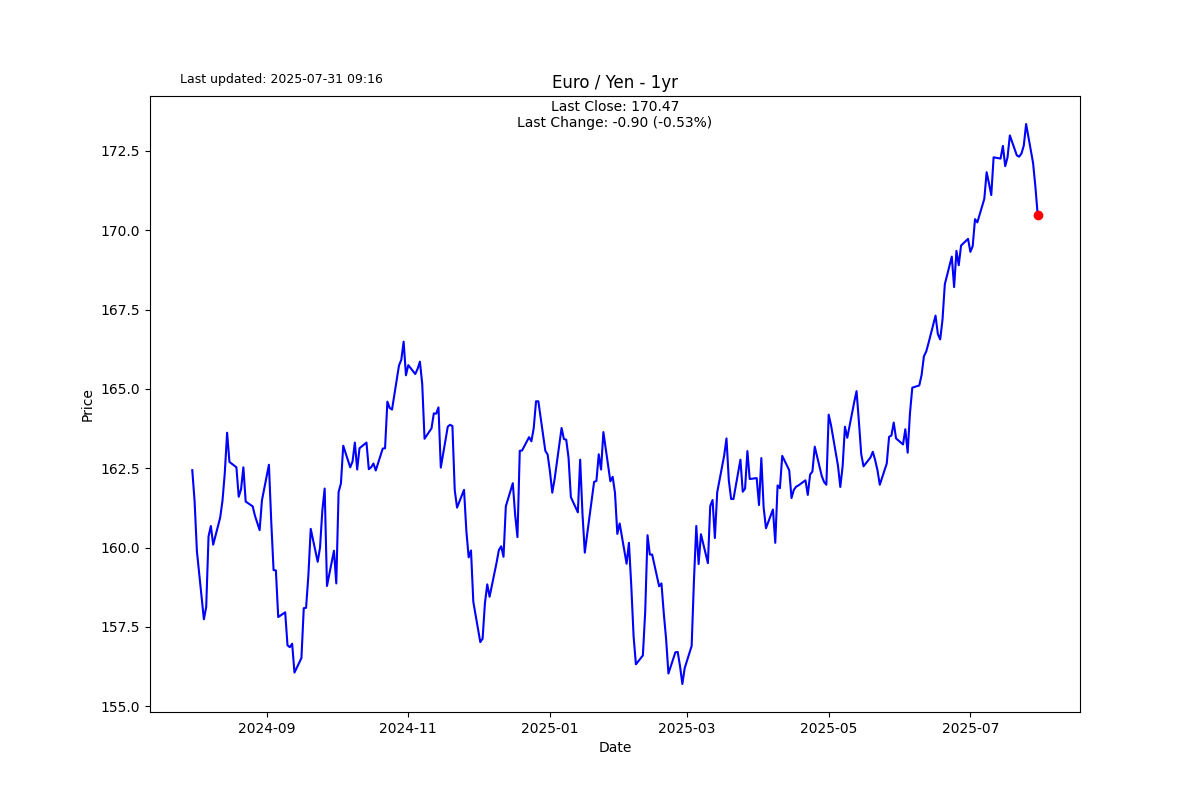 Last updated: 2025-07-31 09:16
Euro / Yen - 1yr
Last Close: 170.47
Last Change: -0.90 (-0.53%)
172.5
170.0
167.5
165.0
162.5
160.0
157.5
155.0
Price
2024-09
2024-11
2025-01
2025-03
2025-05
2025-07
Date